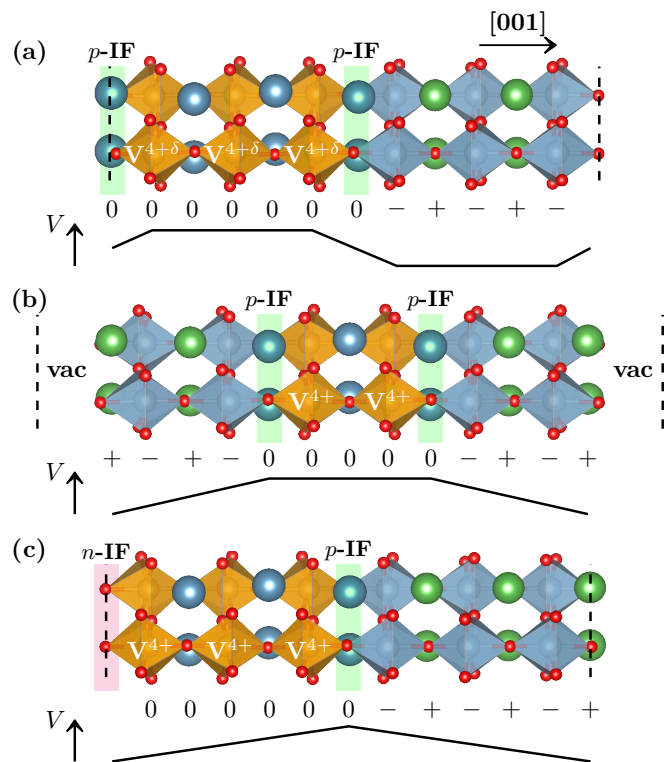 (a) [001]
p-IF p-IF
V⁴⁺ᵟ V⁴⁺ᵟ V⁴⁺ᵟ
0 0 0 0 0 0 0 − + − + −
V
(b) p-IF p-IF
vac vac
V⁴⁺ V⁴⁺
+ − + − 0 0 0 0 0 − + − +
V
(c) n-IF p-IF
V⁴⁺ V⁴⁺ V⁴⁺
0 0 0 0 0 0 − + − + − +
V